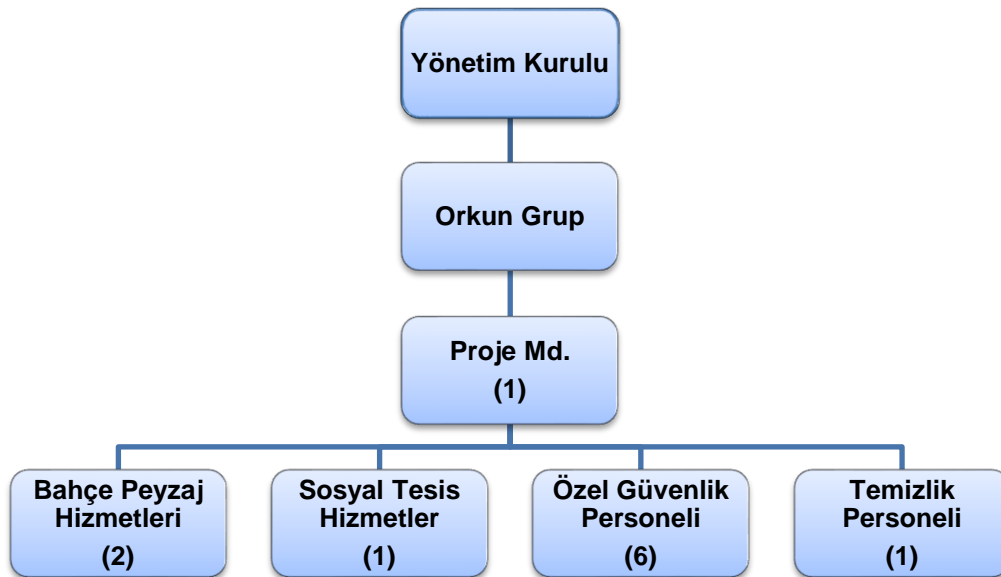 Yönetim Kurulu
Orkun Grup
Proje Md.
(1)
Bahçe Peyzaj
Hizmetleri
(2)
Sosyal Tesis
Hizmetler
(1)
Özel Güvenlik
Personeli
(6)
Temizlik
Personeli
(1)